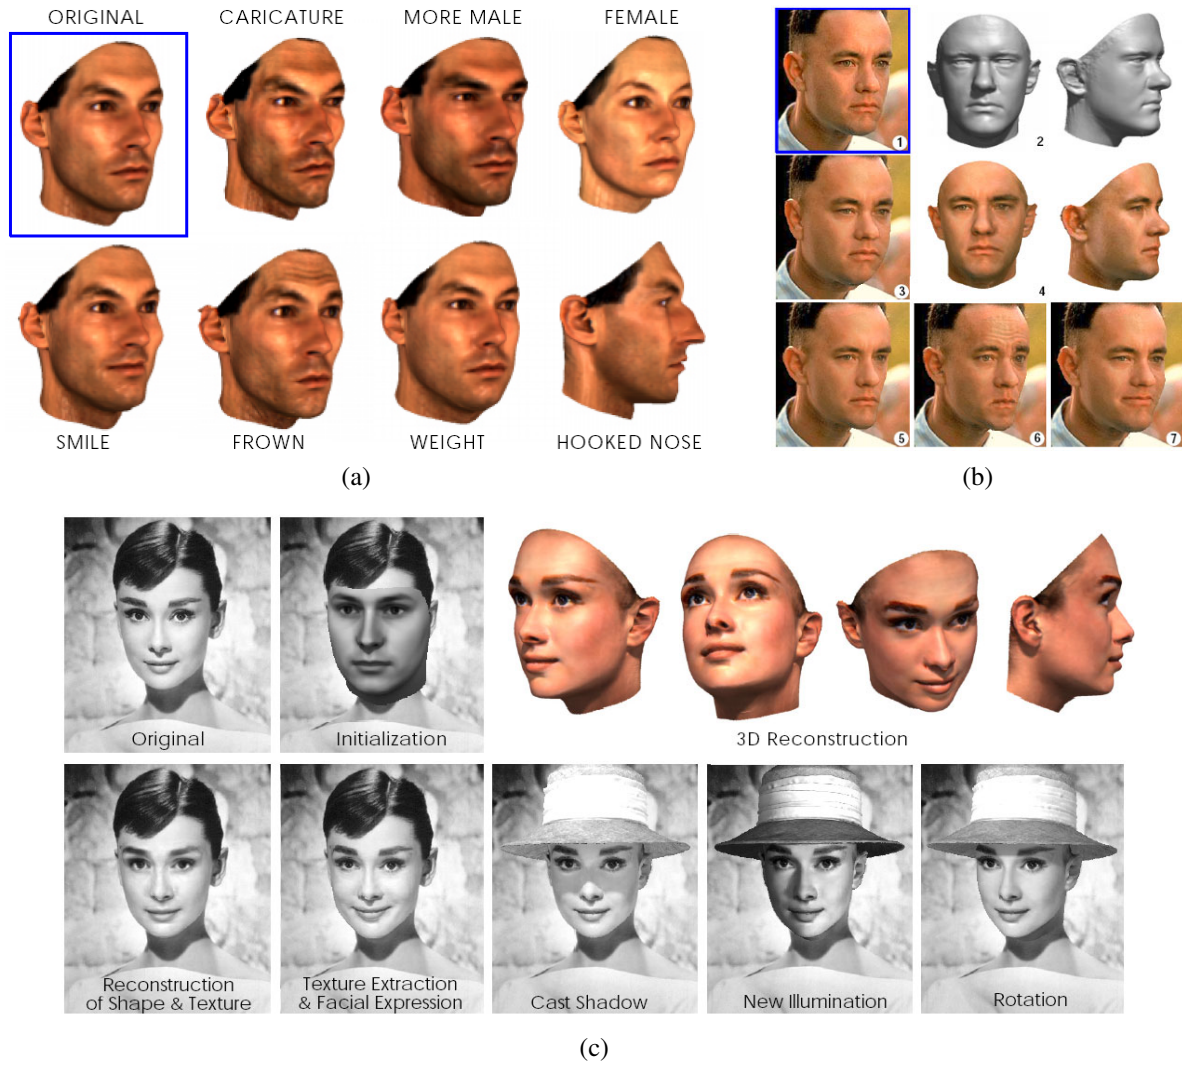 ORIGINAL CARICATURE MORE MALE FEMALE
SMILE FROWN WEIGHT HOOKED NOSE
(a)
1
2
3
4
5 6 7
(b)
Original Initialization 3D Reconstruction
Reconstruction
of Shape & Texture
Texture Extraction
& Facial Expression
Cast Shadow
New Illumination
Rotation
(c)